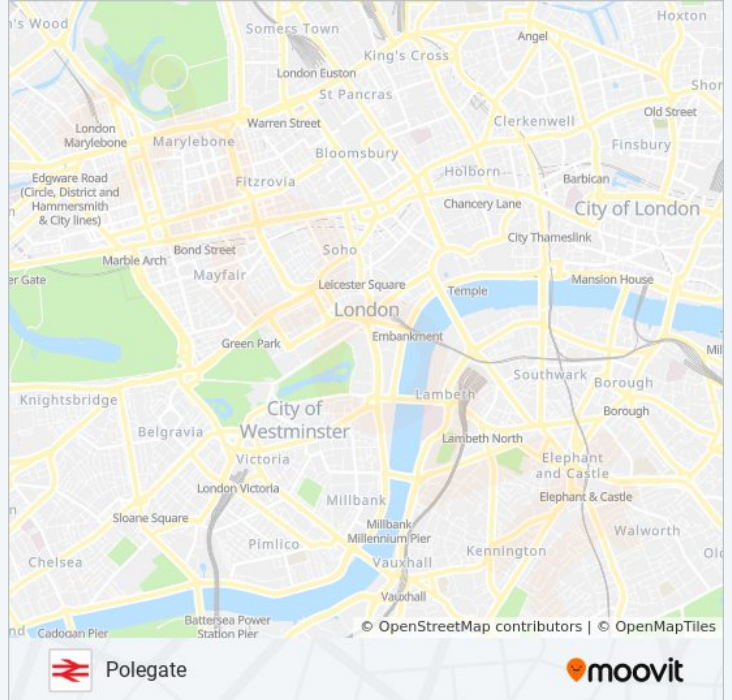 's Wood
Somers Town
Hoxton
Angel
King's Cross
London Euston
St Pancras
Shor
Old Street
Warren Street
Clerkenwell
London
Marylebone
Marylebone
Finsbury
Bloomsbury
Holborn
Edgware Road
(Circle, District and
Hammersmith
& City lines)
Fitzrovia
Barbican
Chancery Lane
City of London
City Thameslink
Soho
Bond Street
Marble Arch
Mayfair
er Gate
Leicester Square
Mansion House
Temple
London
Embankment
Green Park
Mil
Southwark
Borough
Knightsbridge
Lambeth
City of
Westminster
Borough
Belgravia
Lambeth North
Victoria
Elephant
and Castle
London Victoria
Elephant & Castle
Millbank
Sloane Square
Millbank
Millennium Pier
Walworth
Pimlico
Kennington
Chelsea
Vauxhall
Vauxhall
Battersea Power
Station Pier
Cadogan Pier
© OpenStreetMap contributors | © OpenMapTiles
Polegate
moovit